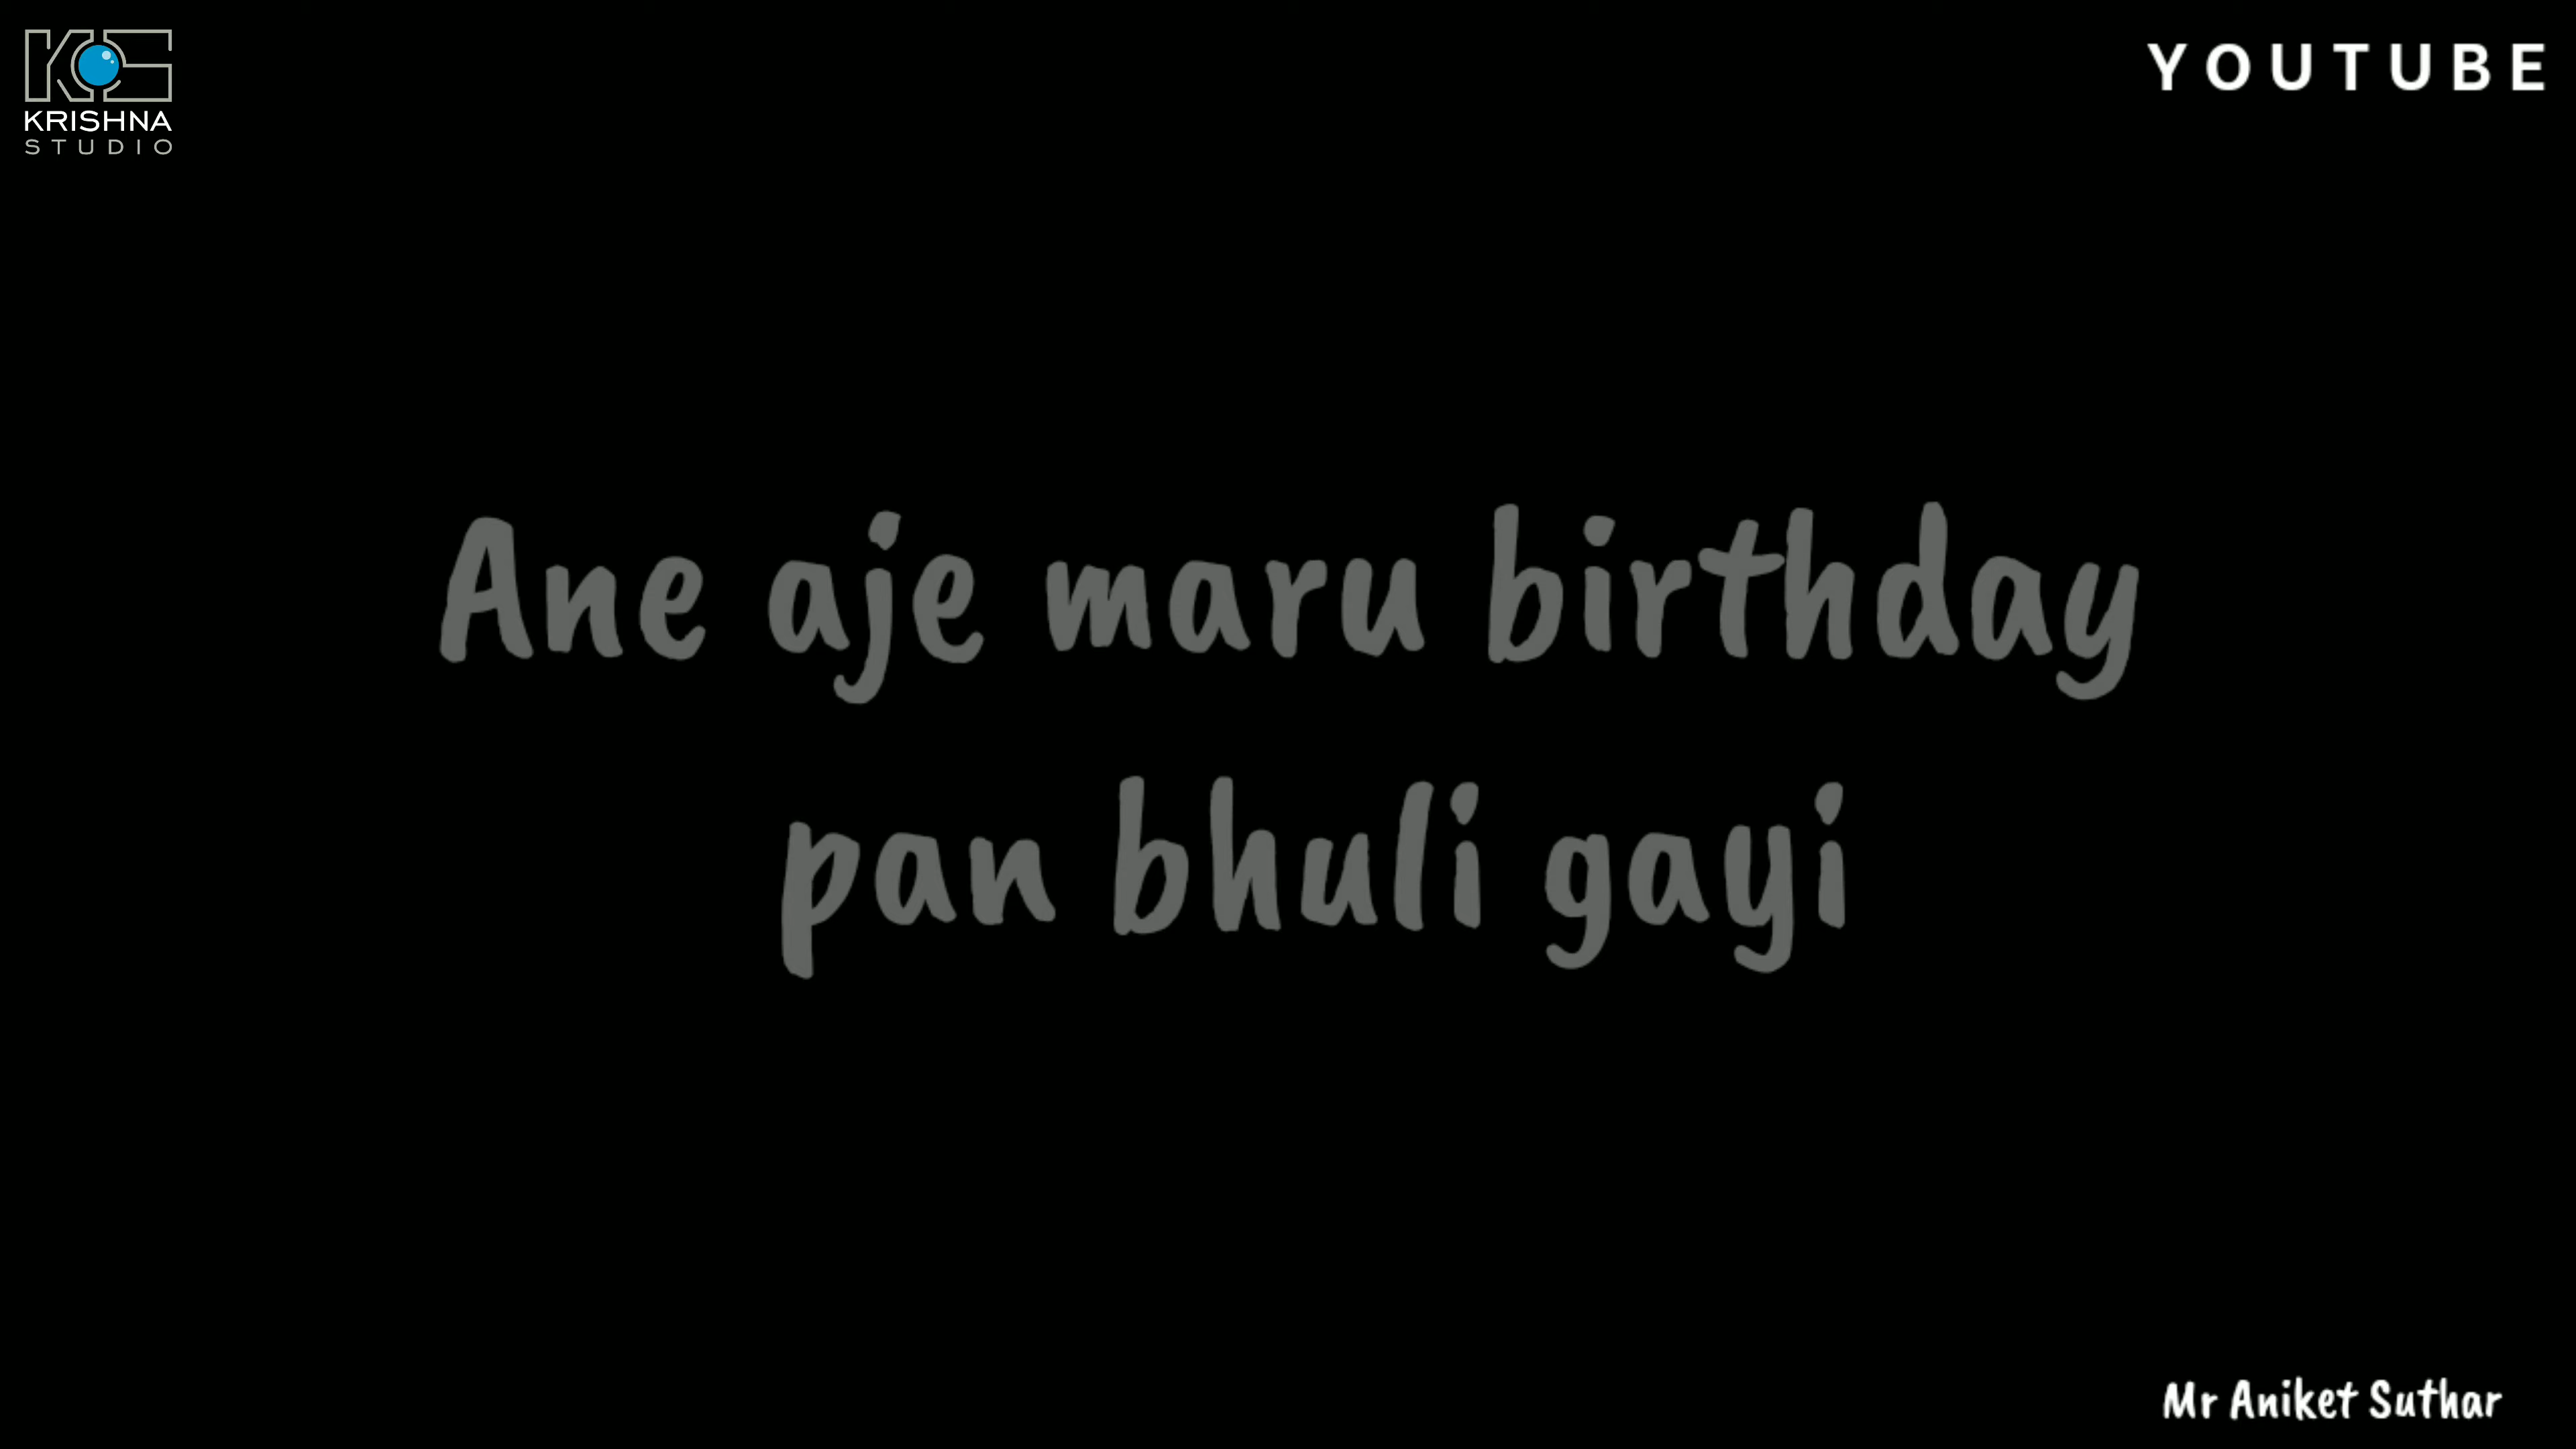 KRISHNA
STUDIO
YOUTUBE
Ane aje maru birthday
pan bhuli gayi
Mr Aniket Suthar